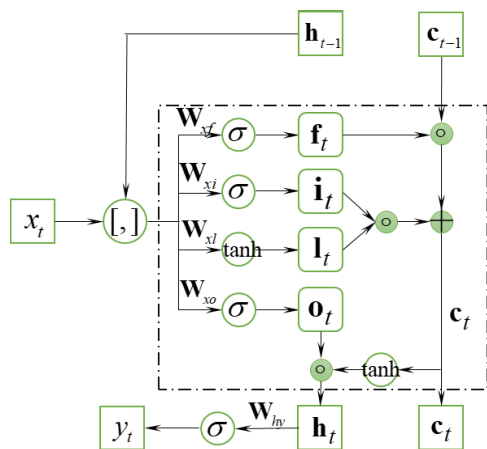 h_{t-1} c_{t-1}
W_{xf} σ f_t ∘
W_{xi} σ i_t
x_t [,] ∘ +
W_{xl} tanh l_t
W_{xo} σ o_t
c_t
∘ tanh
y_t σ W_{hy} h_t c_t